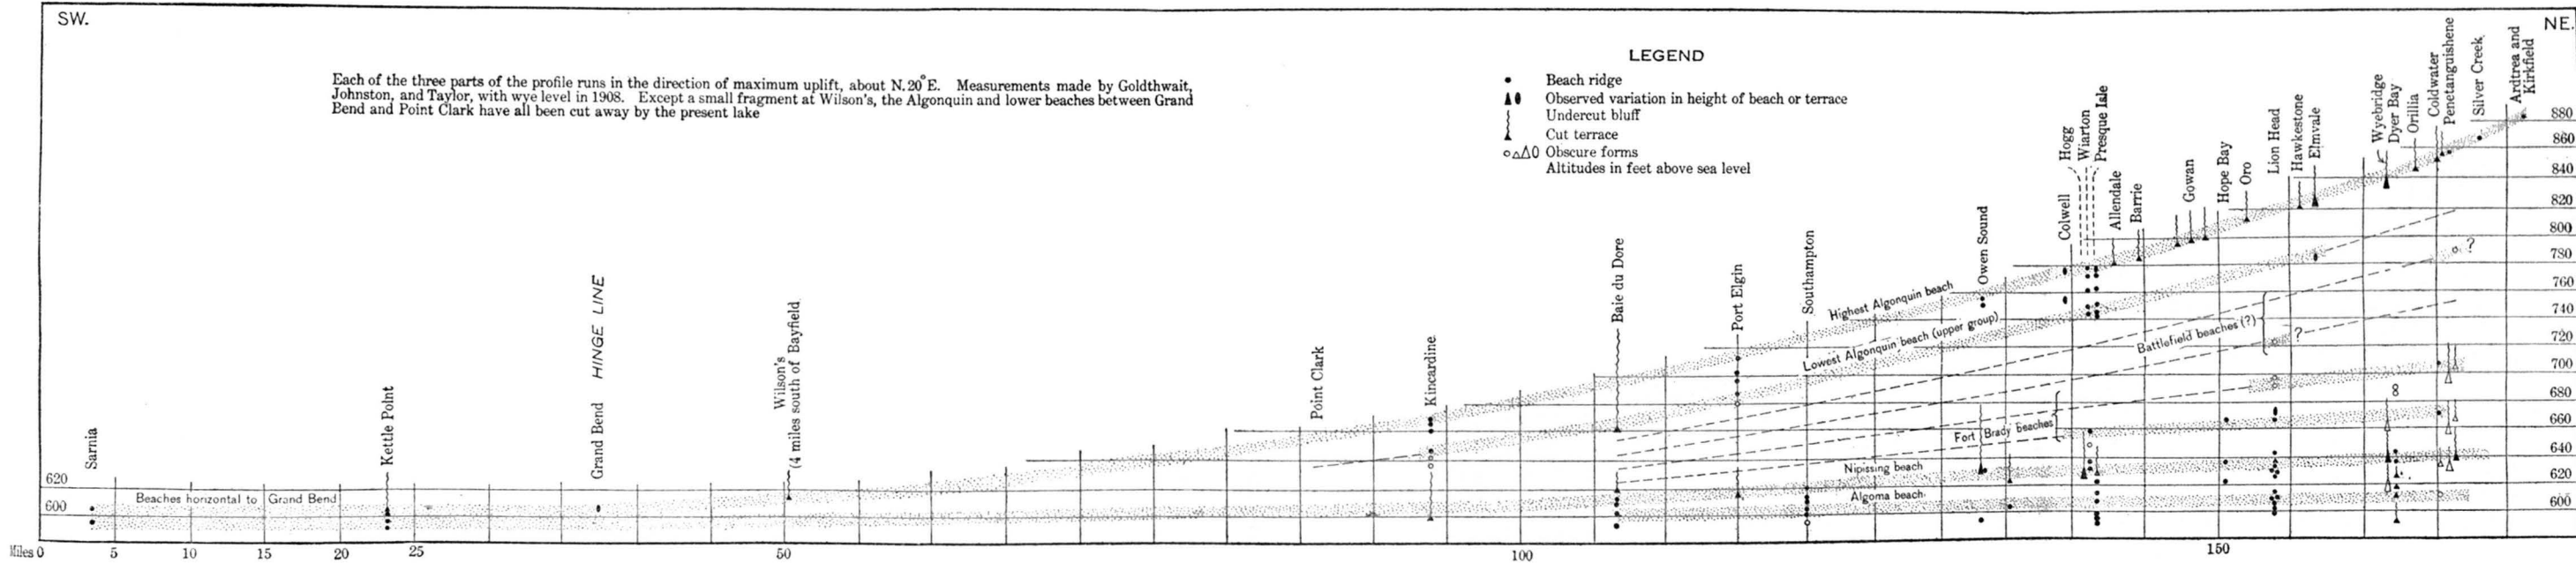 SW.
NE.
Each of the three parts of the profile runs in the direction of maximum uplift, about N. 20° E. Measurements made by Goldthwait,
Johnston, and Taylor, with wye level in 1908. Except a small fragment at Wilson's, the Algonquin and lower beaches between Grand
Bend and Point Clark have all been cut away by the present lake
LEGEND
Beach ridge
Observed variation in height of beach or terrace
Undercut bluff
Cut terrace
Obscure forms
Altitudes in feet above sea level
Sarnia
Kettle Point
Grand Bend HINGE LINE
Wilson's
(4 miles south of Bayfield)
Point Clark
Kincardine
Baie du Dore
Port Elgin
Southampton
Owen Sound
Colwell
Hogg
Wiarton
Presque Isle
Allendale
Barrie
Gowan
Hope Bay
Oro
Lion Head
Hawkestone
Elmvale
Wyebridge
Dyer Bay
Orillia
Coldwater
Penetanguishene
Silver Creek
Ardtrea and
Kirkfield
880
860
840
820
800
780
760
740
720
700
680
660
640
620
600
Highest Algonquin beach
Lowest Algonquin beach (upper group)
Battlefield beaches (?)
?
?
Fort Brady beaches
Nipissing beach
Algoma beach
8
620
600
Beaches horizontal to Grand Bend
Miles 0 5 10 15 20 25 50 100 150